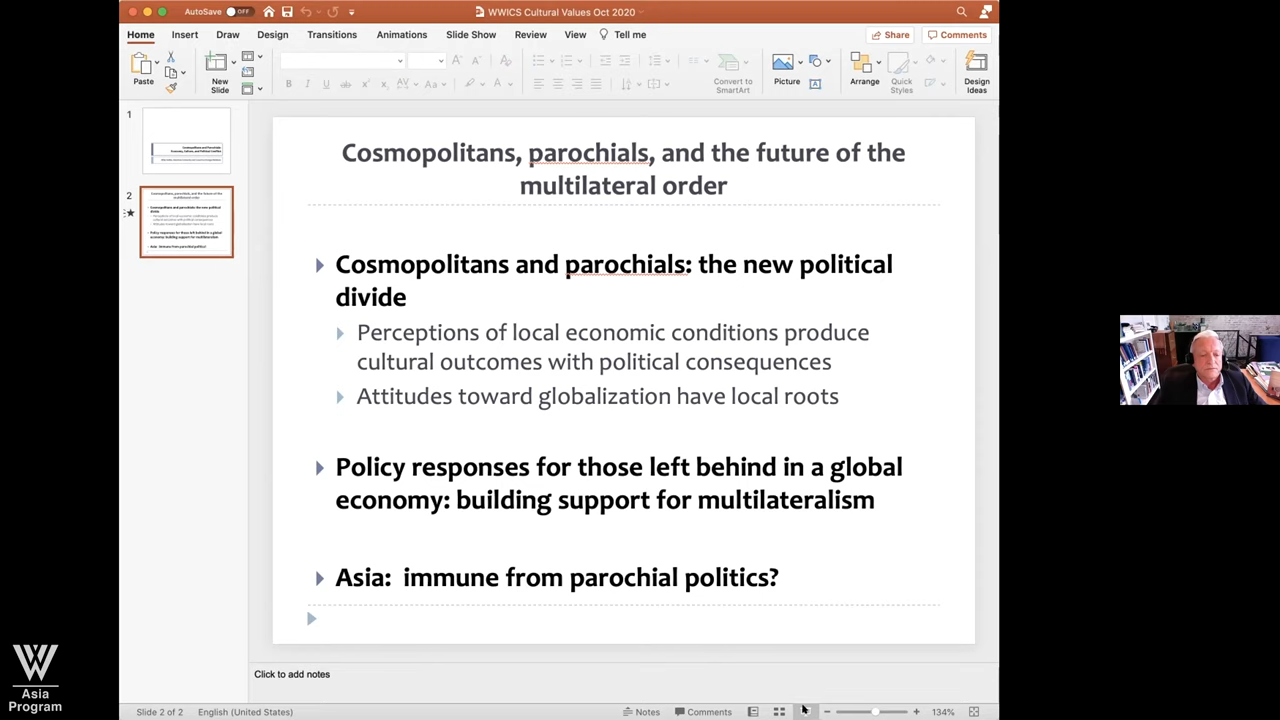 AutoSave OFF
WWICS Cultural Values Oct 2020
Home Insert Draw Design Transitions Animations Slide Show Review View Tell me Share Comments
Paste
New
Slide
Convert to
SmartArt
Picture
Arrange
Quick
Styles
Design
Ideas
1
2
Cosmopolitans, parochials, and the future of the
multilateral order
Cosmopolitans and parochials: the new political
divide
Perceptions of local economic conditions produce
cultural outcomes with political consequences
Attitudes toward globalization have local roots
Policy responses for those left behind in a global
economy: building support for multilateralism
Asia: immune from parochial politics?
Click to add notes
Slide 2 of 2 English (United States) Notes Comments 134%
W
Asia
Program